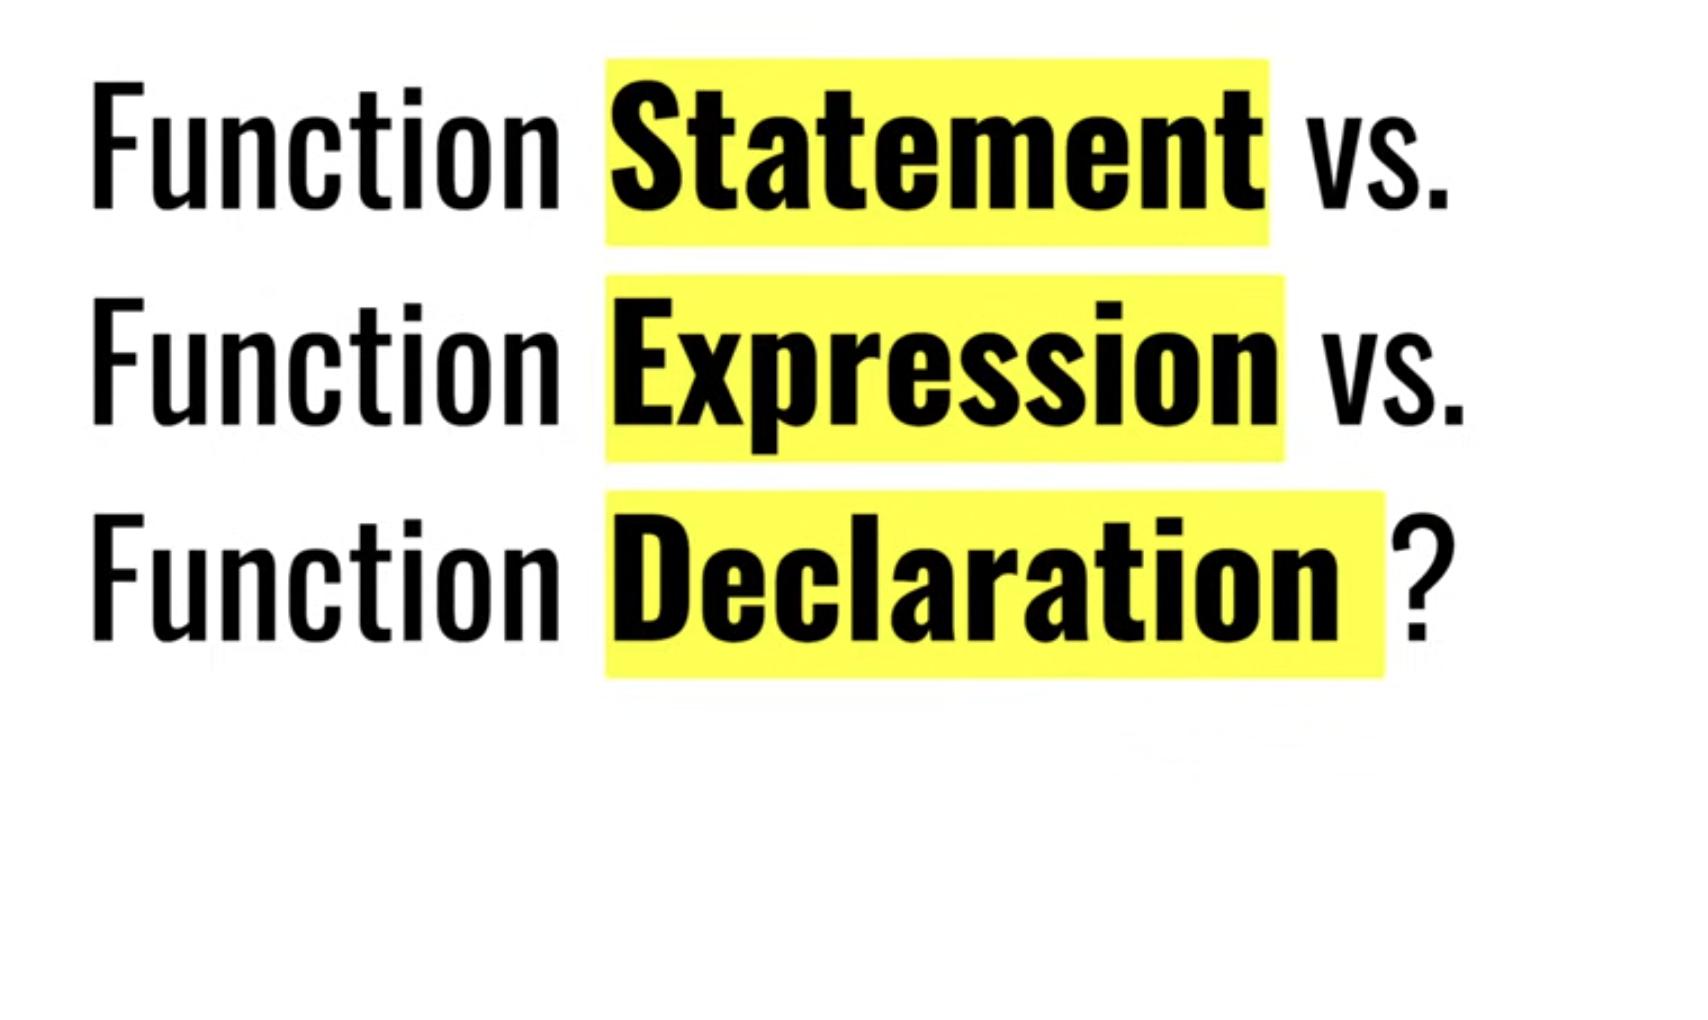 Function Statement vs.
Function Expression vs.
Function Declaration ?